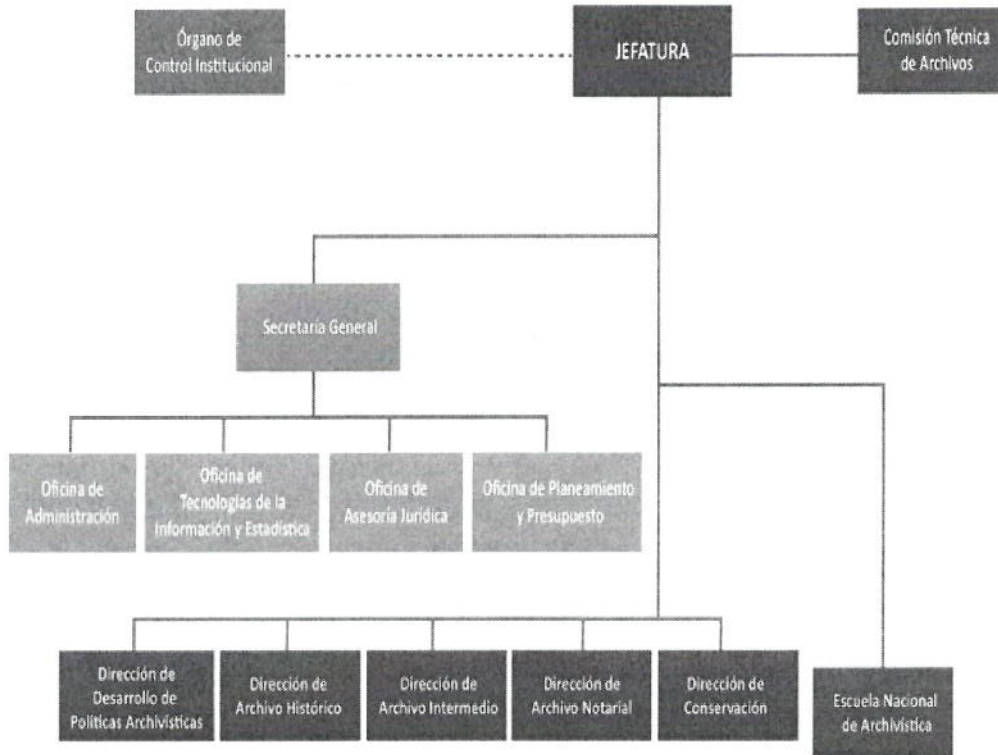 Órgano de
Control Institucional
JEFATURA
Comisión Técnica
de Archivos
Secretaría General
Oficina de
Administración
Oficina de
Tecnologías de la
Información y Estadística
Oficina de
Asesoría Jurídica
Oficina de Planeamiento
y Presupuesto
Dirección de
Desarrollo de
Políticas Archivísticas
Dirección de
Archivo Histórico
Dirección de
Archivo Intermedio
Dirección de
Archivo Notarial
Dirección de
Conservación
Escuela Nacional
de Archivística